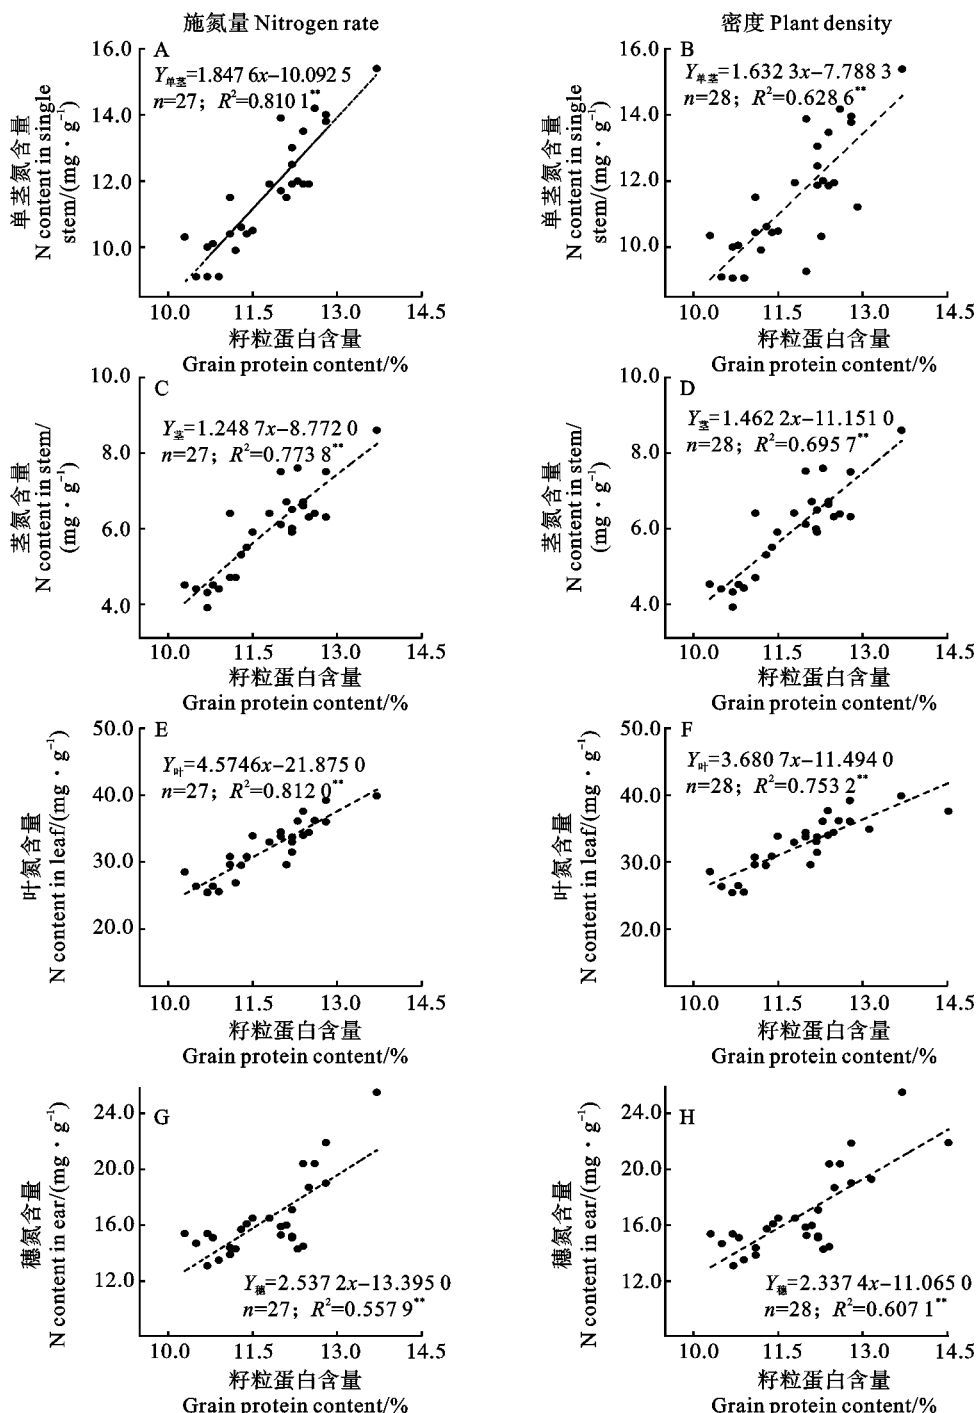 施氮量 Nitrogen rate
密度 Plant density
A
Y单茎=1.847 6x−10.092 5
n=27； R²=0.810 1**
16.0
14.0
12.0
10.0
单茎氮含量
N content in single
stem/(mg · g⁻¹)
10.0 11.5 13.0 14.5
籽粒蛋白含量
Grain protein content/%
B
Y单茎=1.632 3x−7.788 3
n=28； R²=0.628 6**
16.0
14.0
12.0
10.0
单茎氮含量
N content in single
stem/(mg · g⁻¹)
10.0 11.5 13.0 14.5
籽粒蛋白含量
Grain protein content/%
C
Y茎=1.248 7x−8.772 0
n=27； R²=0.773 8**
10.0
8.0
6.0
4.0
茎氮含量
N content in stem/
(mg · g⁻¹)
10.0 11.5 13.0 14.5
籽粒蛋白含量
Grain protein content/%
D
Y茎=1.462 2x−11.151 0
n=28； R²=0.695 7**
10.0
8.0
6.0
4.0
茎氮含量
N content in stem/
(mg · g⁻¹)
10.0 11.5 13.0 14.5
籽粒蛋白含量
Grain protein content/%
E
Y叶=4.5746x−21.875 0
n=27； R²=0.812 0**
50.0
40.0
30.0
20.0
叶氮含量
N content in leaf/(mg · g⁻¹)
10.0 11.5 13.0 14.5
籽粒蛋白含量
Grain protein content/%
F
Y叶=3.680 7x−11.494 0
n=28； R²=0.753 2**
50.0
40.0
30.0
20.0
叶氮含量
N content in leaf/(mg · g⁻¹)
10.0 11.5 13.0 14.5
籽粒蛋白含量
Grain protein content/%
G
24.0
20.0
16.0
12.0
穗氮含量
N content in ear/(mg · g⁻¹)
Y穗=2.537 2x−13.395 0
n=27； R²=0.557 9**
10.0 11.5 13.0 14.5
籽粒蛋白含量
Grain protein content/%
H
24.0
20.0
16.0
12.0
穗氮含量
N content in ear/(mg · g⁻¹)
Y穗=2.337 4x−11.065 0
n=28； R²=0.607 1**
10.0 11.5 13.0 14.5
籽粒蛋白含量
Grain protein content/%